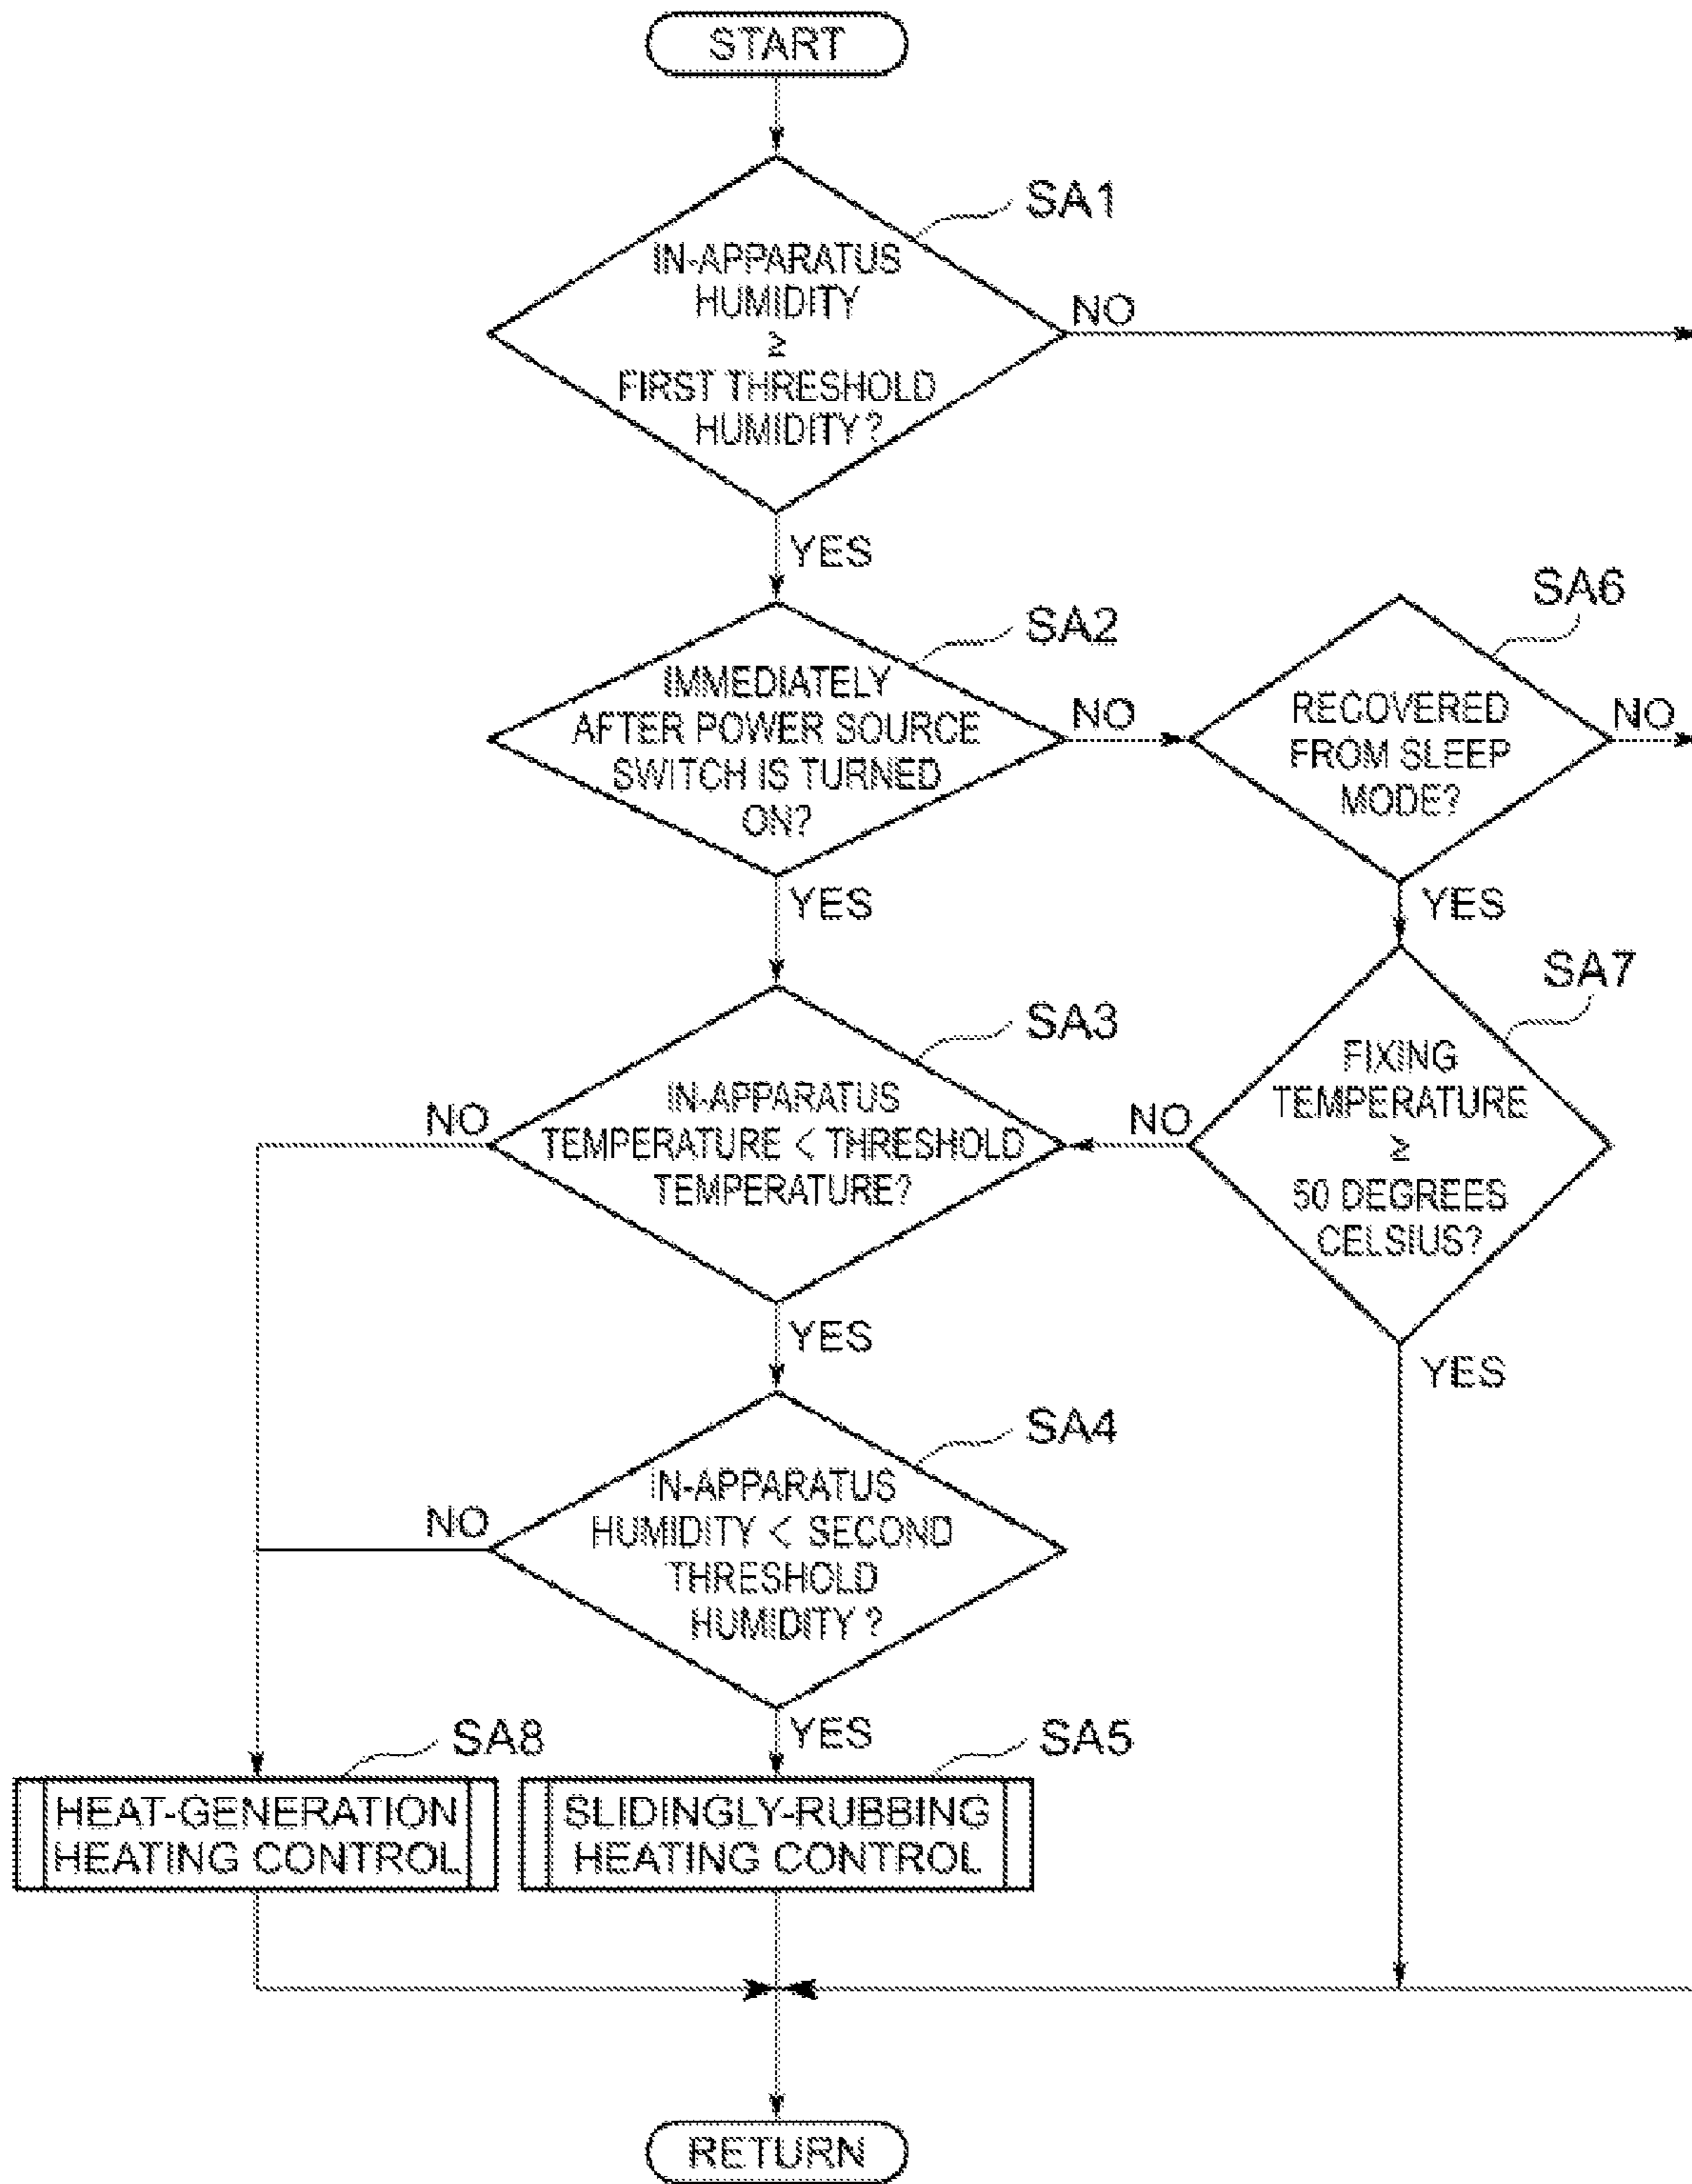 START
SA1
IN-APPARATUS
HUMIDITY
≥
FIRST THRESHOLD
HUMIDITY?
NO
YES
SA2
IMMEDIATELY
AFTER POWER SOURCE
SWITCH IS TURNED
ON?
NO
YES
SA6
RECOVERED
FROM SLEEP
MODE?
NO
YES
SA3
IN-APPARATUS
TEMPERATURE < THRESHOLD
TEMPERATURE?
NO
YES
SA7
FIXING
TEMPERATURE
≥
50 DEGREES
CELSIUS?
NO
YES
SA4
IN-APPARATUS
HUMIDITY < SECOND
THRESHOLD
HUMIDITY?
NO
YES
SA8
HEAT-GENERATION
HEATING CONTROL
SA5
SLIDINGLY-RUBBING
HEATING CONTROL
RETURN